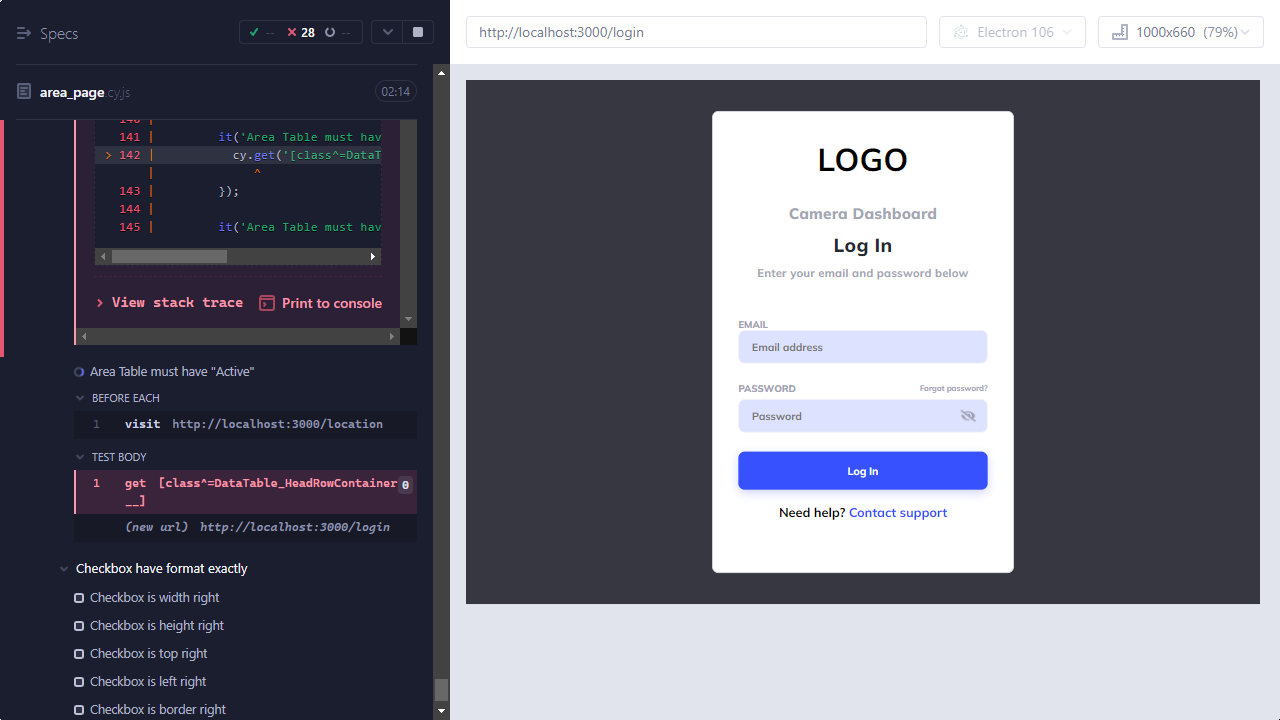 Specs
-- 28 --
area_page.cy.js
02:14
140 |
141 | it('Area Table must hav
> 142 | cy.get('[class^=DataT
| ^
143 | });
144 |
145 | it('Area Table must hav
> View stack trace
Print to console
Area Table must have "Active"
BEFORE EACH
1 visit http://localhost:3000/location
TEST BODY
1 get [class^=DataTable_HeadRowContainer 0
__]
(new url) http://localhost:3000/login
Checkbox have format exactly
Checkbox is width right
Checkbox is height right
Checkbox is top right
Checkbox is left right
Checkbox is border right
http://localhost:3000/login
Electron 106
1000x660 (79%)
LOGO
Camera Dashboard
Log In
Enter your email and password below
EMAIL
Email address
PASSWORD
Forgot password?
Password
Log In
Need help? Contact support